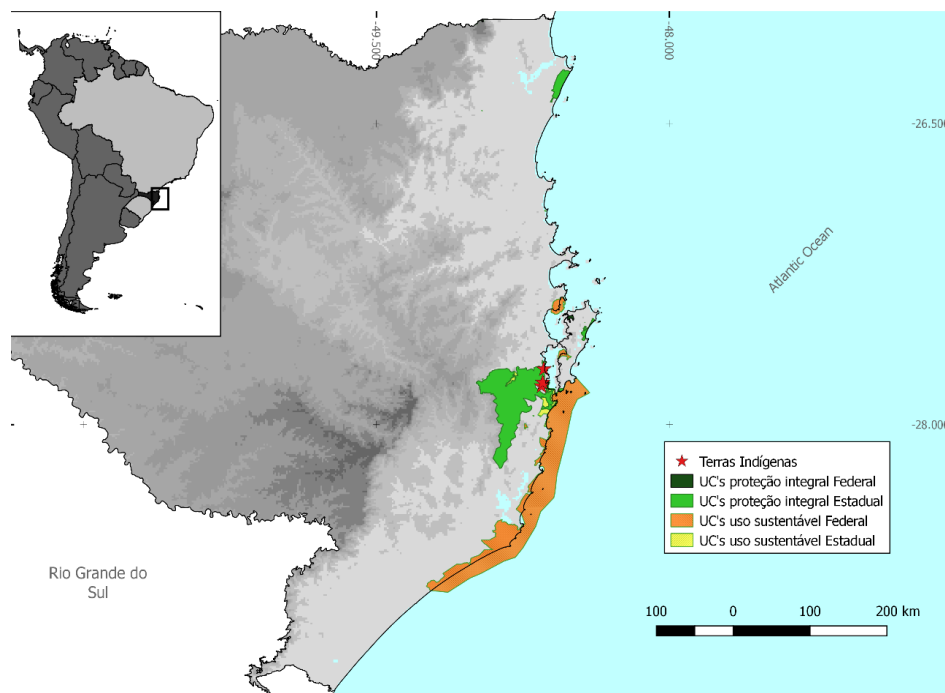 -49.500
-48.000
-26.500
Atlantic Ocean
-28.000
Terras Indígenas
UC's proteção integral Federal
UC's proteção integral Estadual
UC's uso sustentável Federal
UC's uso sustentável Estadual
Rio Grande do
Sul
100 0 100 200 km